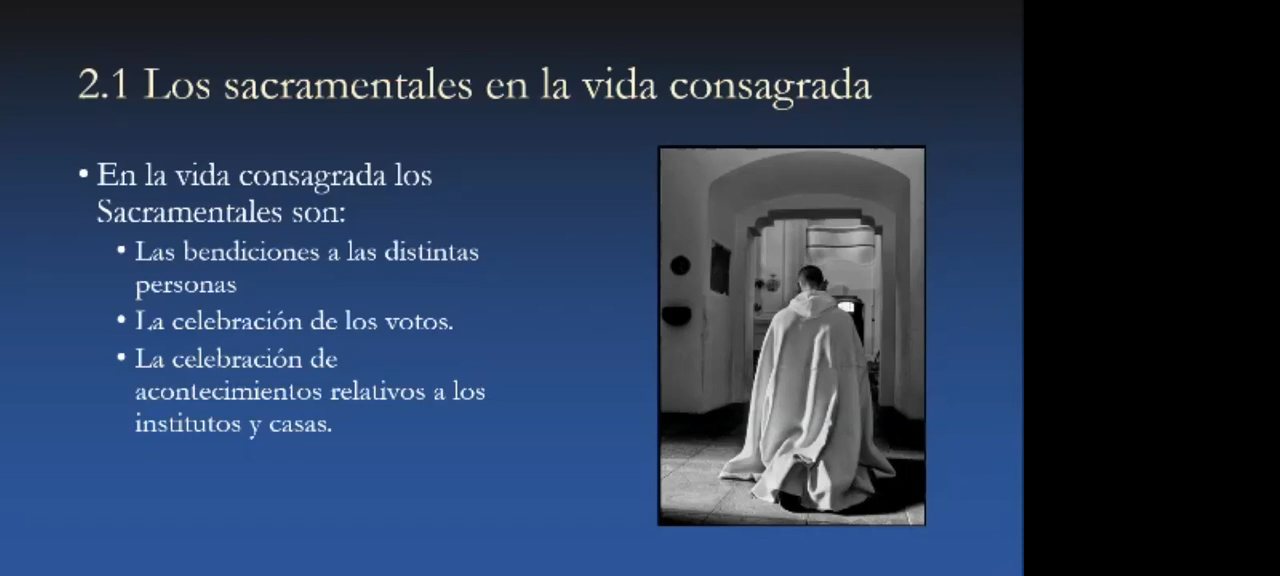 2.1 Los sacramentales en la vida consagrada
• En la vida consagrada los
Sacramentales son:
• Las bendiciones a las distintas
personas
• La celebración de los votos.
• La celebración de
acontecimientos relativos a los
institutos y casas.